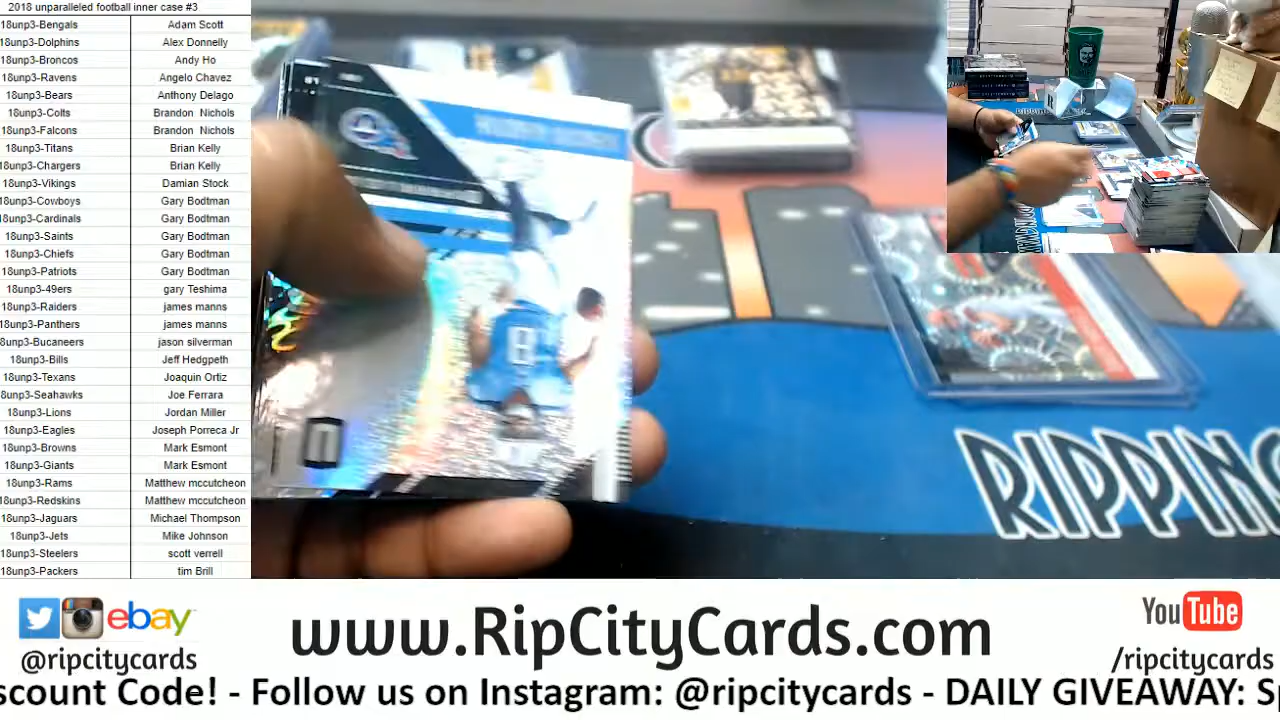 2018 unparalleled football inner case #3
18unp3-Bengals Adam Scott
18unp3-Dolphins Alex Donnelly
18unp3-Broncos Andy Ho
18unp3-Ravens Angelo Chavez
18unp3-Bears Anthony Delago
18unp3-Colts Brandon Nichols
18unp3-Falcons Brandon Nichols
18unp3-Titans Brian Kelly
18unp3-Chargers Brian Kelly
18unp3-Vikings Damian Stock
18unp3-Cowboys Gary Bodtman
18unp3-Cardinals Gary Bodtman
18unp3-Saints Gary Bodtman
18unp3-Chiefs Gary Bodtman
18unp3-Patriots Gary Bodtman
18unp3-49ers gary Teshima
18unp3-Raiders james manns
18unp3-Panthers james manns
18unp3-Bucaneers jason silverman
18unp3-Bills Jeff Hedgpeth
18unp3-Texans Joaquin Ortiz
8unp3-Seahawks Joe Ferrara
18unp3-Lions Jordan Miller
18unp3-Eagles Joseph Porreca Jr
18unp3-Browns Mark Esmont
18unp3-Giants Mark Esmont
18unp3-Rams Matthew mccutcheon
18unp3-Redskins Matthew mccutcheon
18unp3-Jaguars Michael Thompson
18unp3-Jets Mike Johnson
18unp3-Steelers scott verrell
18unp3-Packers tim Brill
RIPPING
ebay
@ripcitycards
www.RipCityCards.com
YouTube
/ripcitycards
scount Code! - Follow us on Instagram: @ripcitycards - DAILY GIVEAWAY: Sp